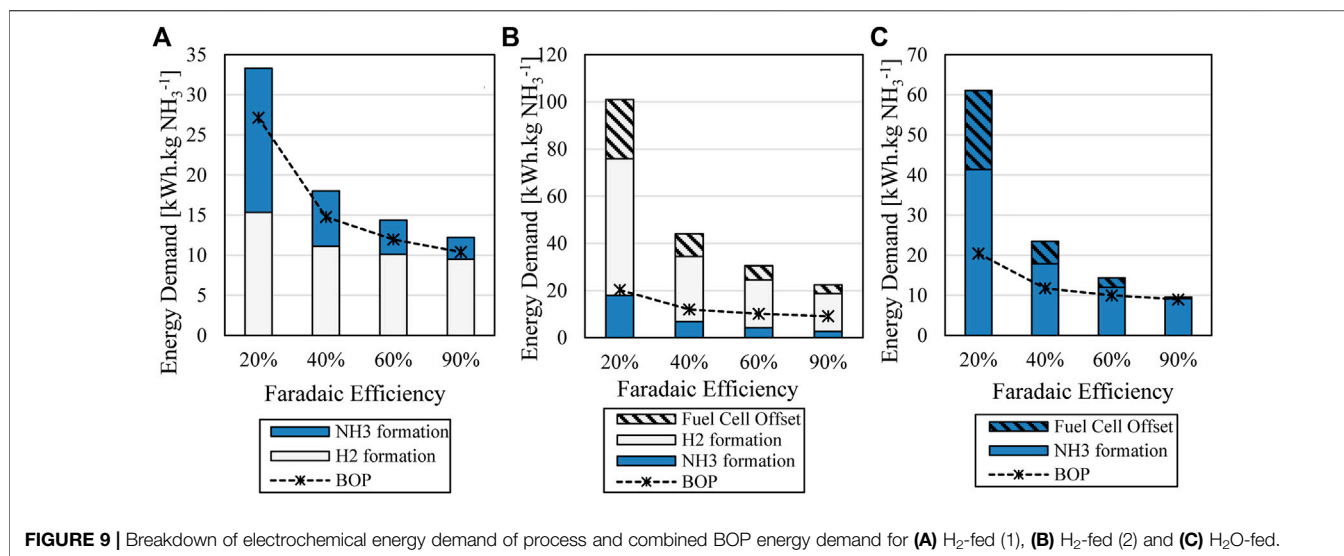 A
Energy Demand [kWh.kg NH₃⁻¹]
35
30
25
20
15
10
5
0
20% 40% 60% 90%
Faradaic Efficiency
NH3 formation
H2 formation
BOP
B
Energy Demand [kWh.kg NH₃⁻¹]
120
100
80
60
40
20
0
20% 40% 60% 90%
Faradaic Efficiency
Fuel Cell Offset
H2 formation
NH3 formation
BOP
C
Energy Demand [kWh.kg NH₃⁻¹]
70
60
50
40
30
20
10
0
20% 40% 60% 90%
Faradaic Efficiency
Fuel Cell Offset
NH3 formation
BOP
FIGURE 9 | Breakdown of electrochemical energy demand of process and combined BOP energy demand for (A) H₂-fed (1), (B) H₂-fed (2) and (C) H₂O-fed.